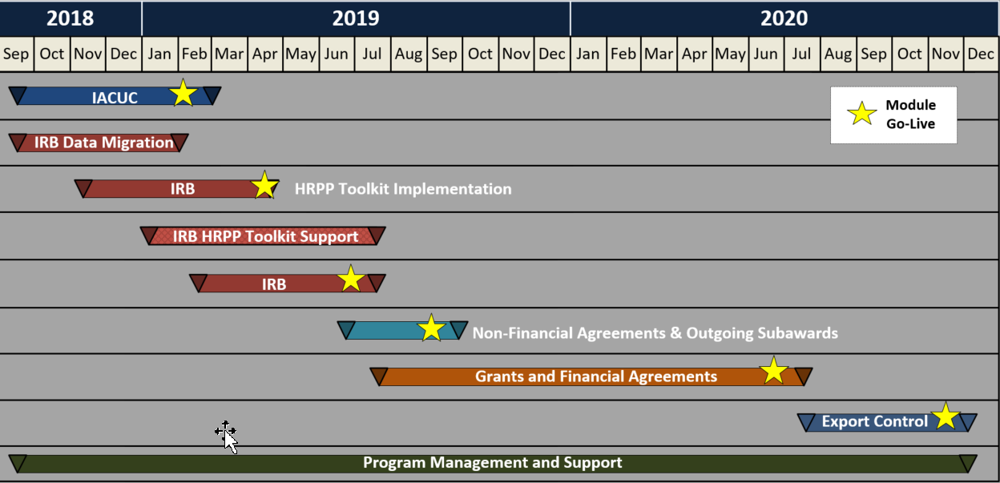 2018 2019 2020
Sep Oct Nov Dec Jan Feb Mar Apr May Jun Jul Aug Sep Oct Nov Dec Jan Feb Mar Apr May Jun Jul Aug Sep Oct Nov Dec
IACUC
Module
Go-Live
IRB Data Migration
IRB HRPP Toolkit Implementation
IRB HRPP Toolkit Support
IRB
Non-Financial Agreements & Outgoing Subawards
Grants and Financial Agreements
Export Control
Program Management and Support